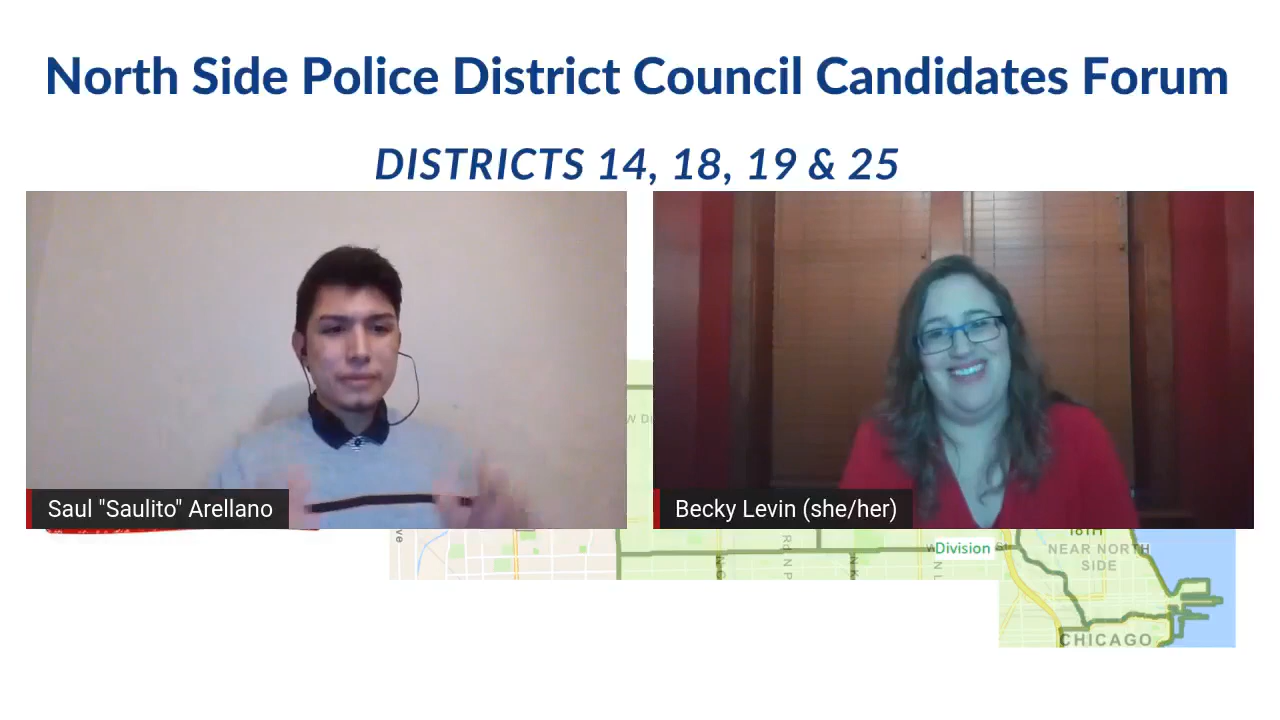 North Side Police District Council Candidates Forum
DISTRICTS 14, 18, 19 & 25
Saul "Saulito" Arellano
Becky Levin (she/her)
18TH
Division
NEAR NORTH
SIDE
CHICAGO